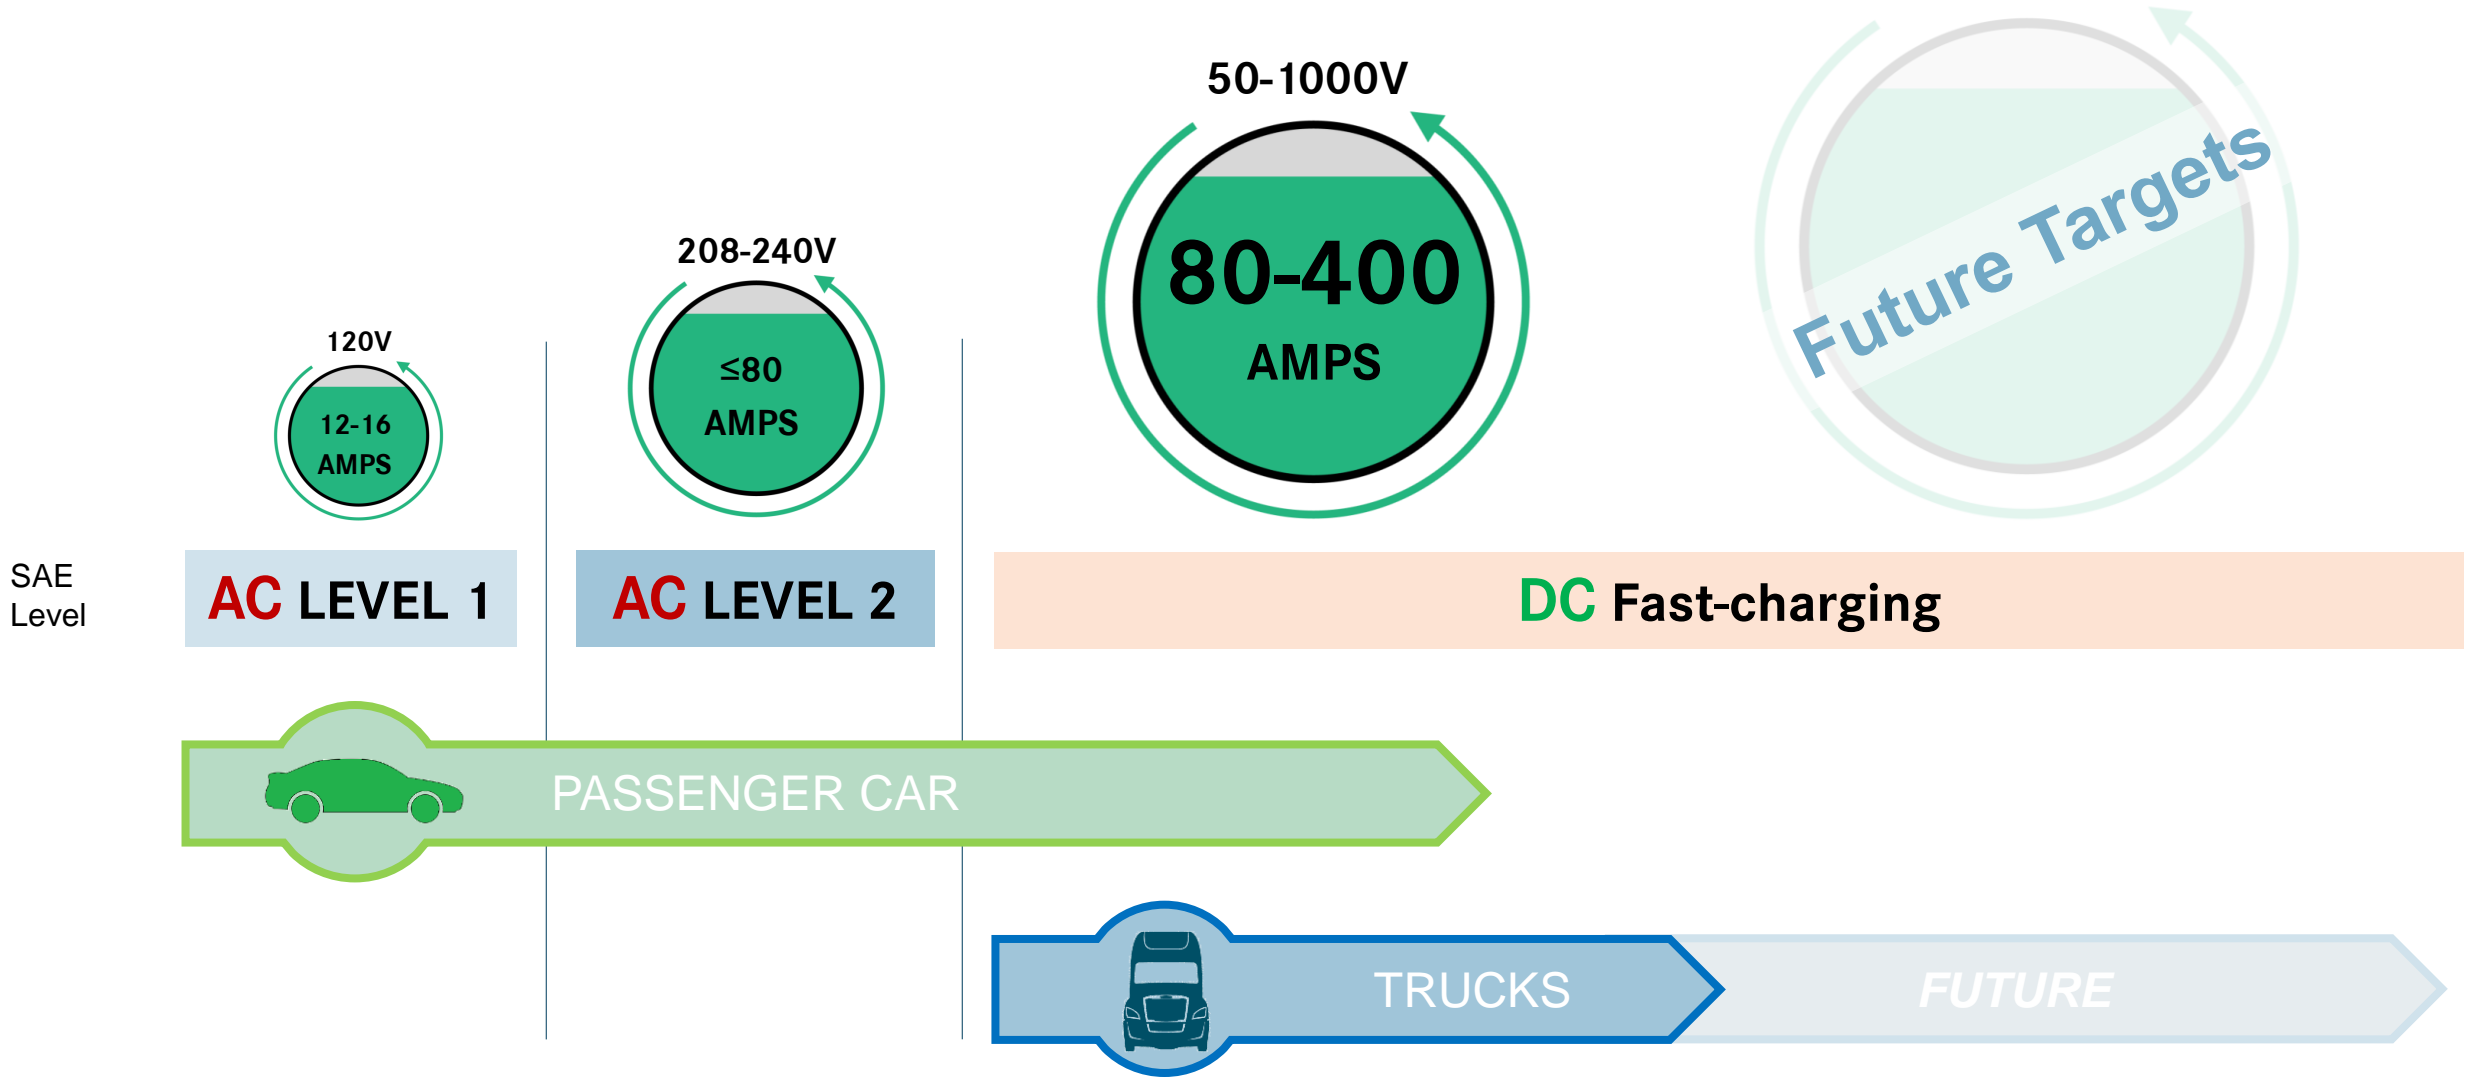 50-1000V
80-400
AMPS
Future Targets
208-240V
≤80
AMPS
120V
12-16
AMPS
SAE
Level
AC LEVEL 1
AC LEVEL 2
DC Fast-charging
PASSENGER CAR
TRUCKS
FUTURE